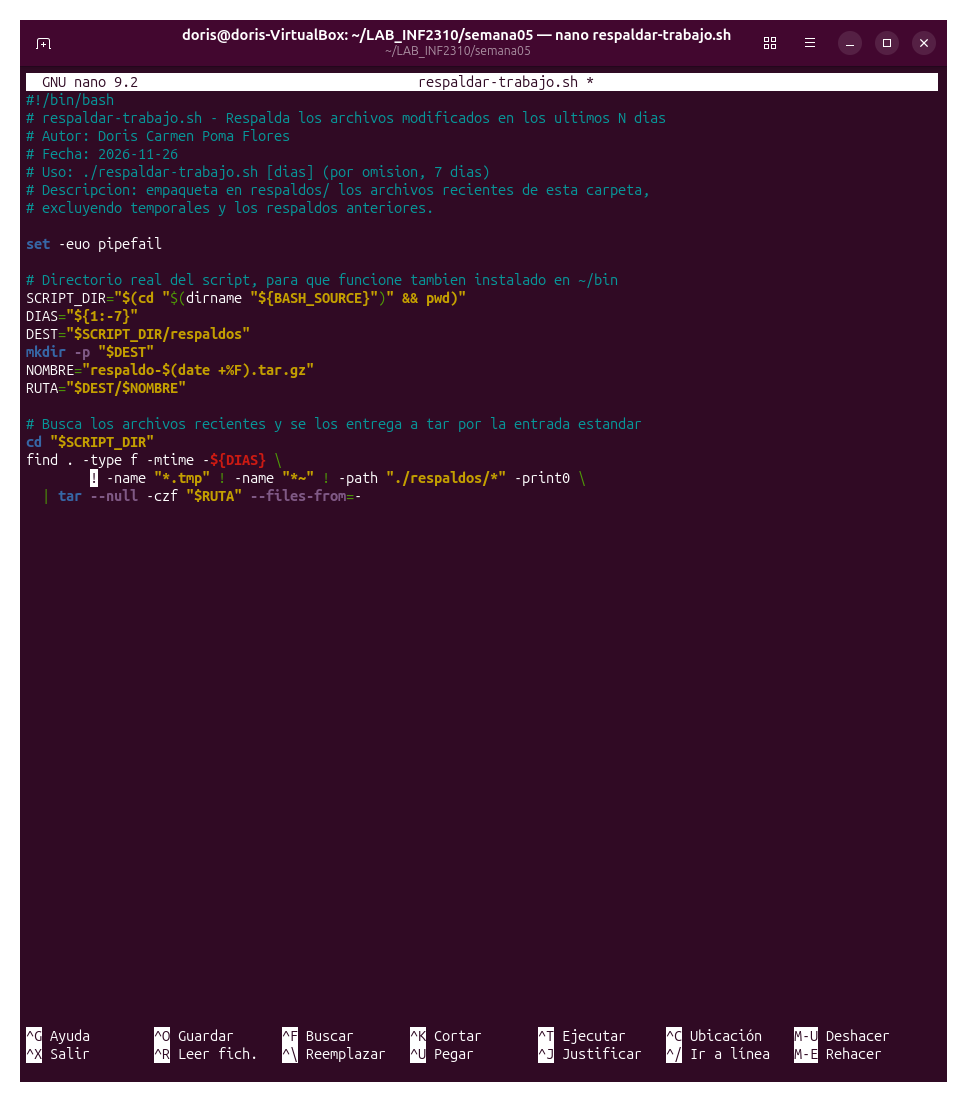 doris@doris-VirtualBox: ~/LAB_INF2310/semana05 — nano respaldar-trabajo.sh
~/LAB_INF2310/semana05
GNU nano 9.2 respaldar-trabajo.sh *
#!/bin/bash
# respaldar-trabajo.sh - Respalda los archivos modificados en los ultimos N dias
# Autor: Doris Carmen Poma Flores
# Fecha: 2026-11-26
# Uso: ./respaldar-trabajo.sh [dias] (por omision, 7 dias)
# Descripcion: empaqueta en respaldos/ los archivos recientes de esta carpeta,
# excluyendo temporales y los respaldos anteriores.

set -euo pipefail

# Directorio real del script, para que funcione tambien instalado en ~/bin
SCRIPT_DIR="$(cd "$(dirname "${BASH_SOURCE}")" && pwd)"
DIAS="${1:-7}"
DEST="$SCRIPT_DIR/respaldos"
mkdir -p "$DEST"
NOMBRE="respaldo-$(date +%F).tar.gz"
RUTA="$DEST/$NOMBRE"

# Busca los archivos recientes y se los entrega a tar por la entrada estandar
cd "$SCRIPT_DIR"
find . -type f -mtime -${DIAS} \
        ! -name "*.tmp" ! -name "*~" ! -path "./respaldos/*" -print0 \
  | tar --null -czf "$RUTA" --files-from=-
^G Ayuda ^O Guardar ^F Buscar ^K Cortar ^T Ejecutar ^C Ubicación M-U Deshacer
^X Salir ^R Leer fich. ^\ Reemplazar ^U Pegar ^J Justificar ^/ Ir a línea M-E Rehacer